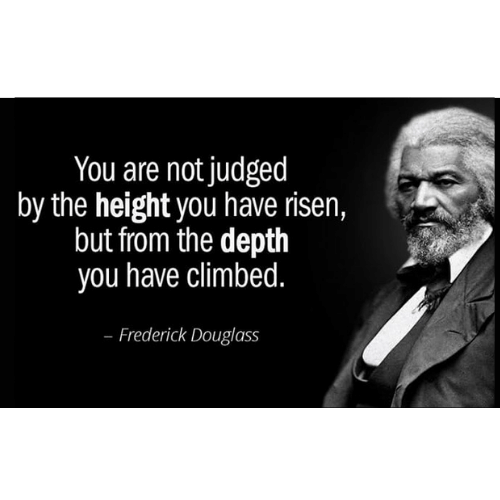 You are not judged
by the height you have risen,
but from the depth
you have climbed.
– Frederick Douglass